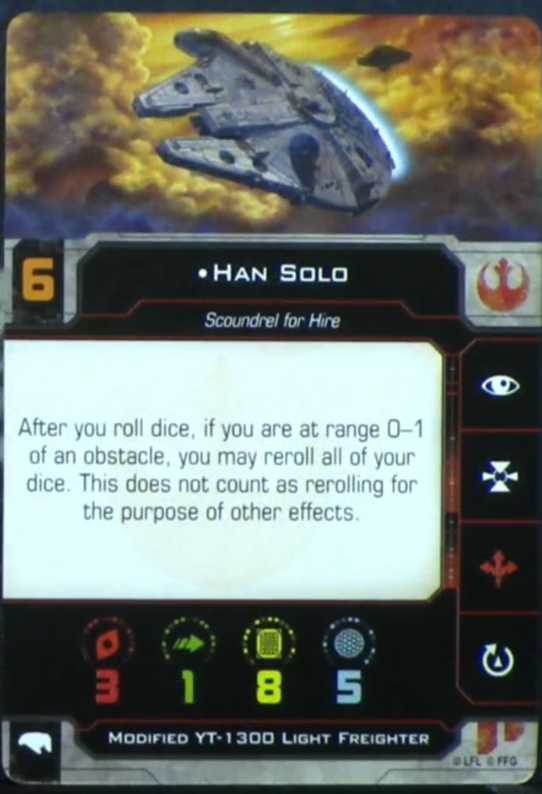 6
•Han Solo
Scoundrel for Hire
After you roll dice, if you are at range 0–1
of an obstacle, you may reroll all of your
dice. This does not count as rerolling for
the purpose of other effects.
3 1 8 5
Modified YT-1300 Light Freighter
© LFL © FFG